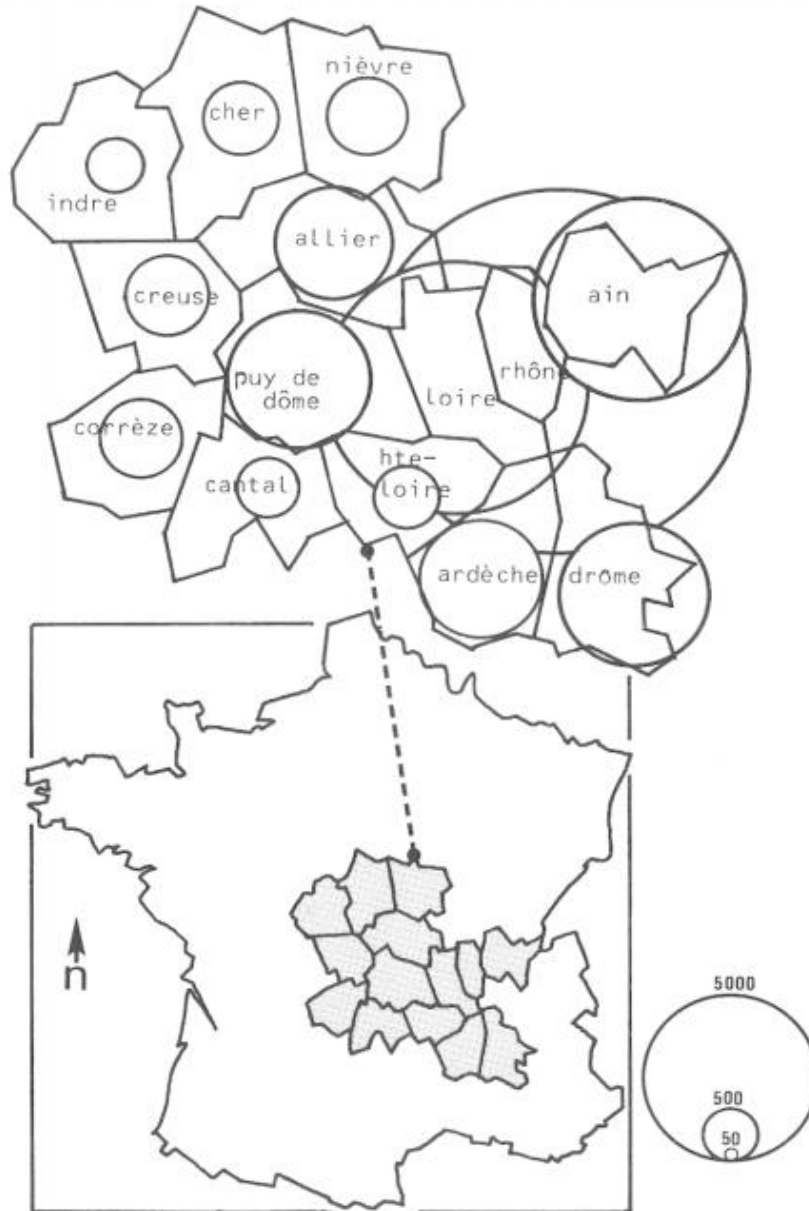 nièvre
cher
indre
allier
creuse
ain
puy de
dôme
rhône
loire
corrèze
hte-
loire
cantal
ardèche
drôme
n
5000
500
50